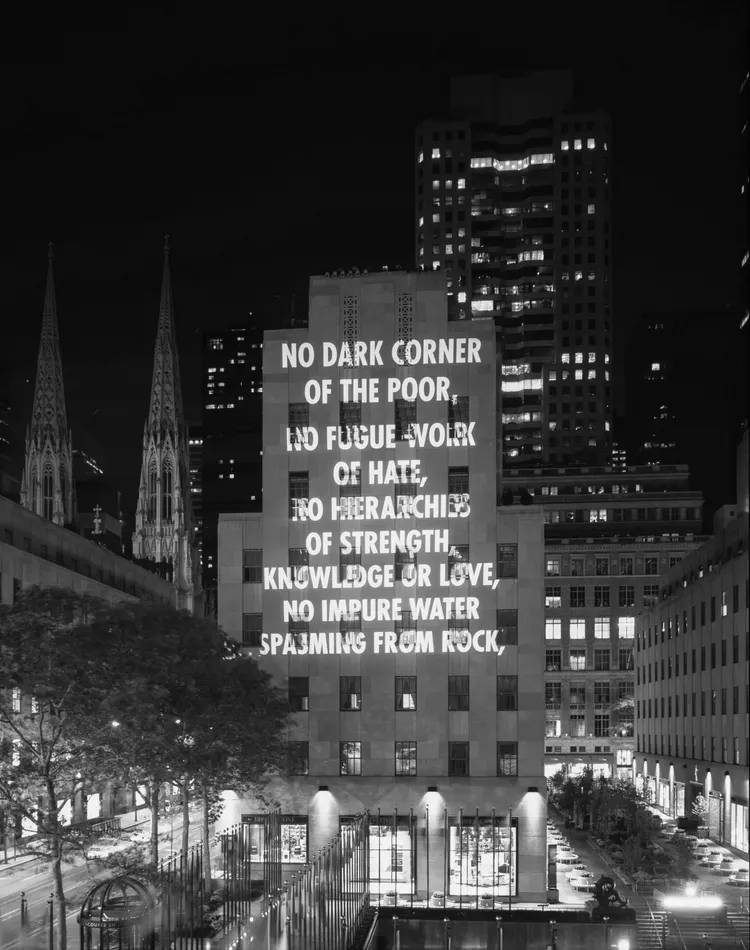 NO DARK CORNER
OF THE POOR,
NO FUGUE-WORK
OF HATE,
NO HIERARCHIES
OF STRENGTH,
KNOWLEDGE OR LOVE,
NO IMPURE WATER
SPASMING FROM ROCK,